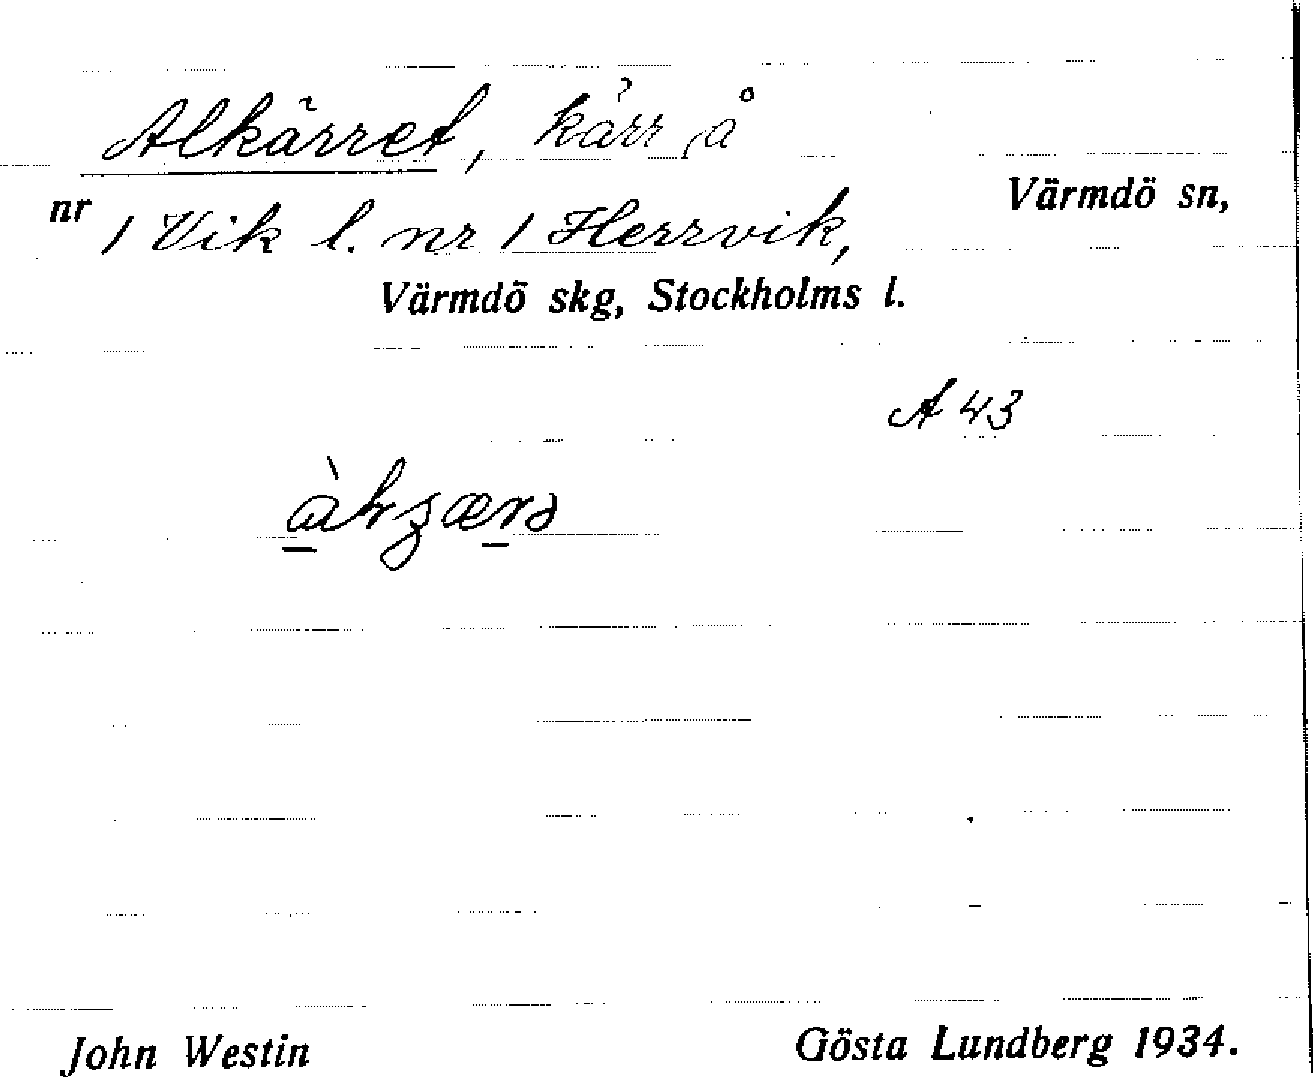 Alkärret, kärr å
Värmdö sn,
nr 1 Vik l. nr 1 Herrvik,
Värmdö skg, Stockholms l.
A 43
John Westin
Gösta Lundberg 1934.